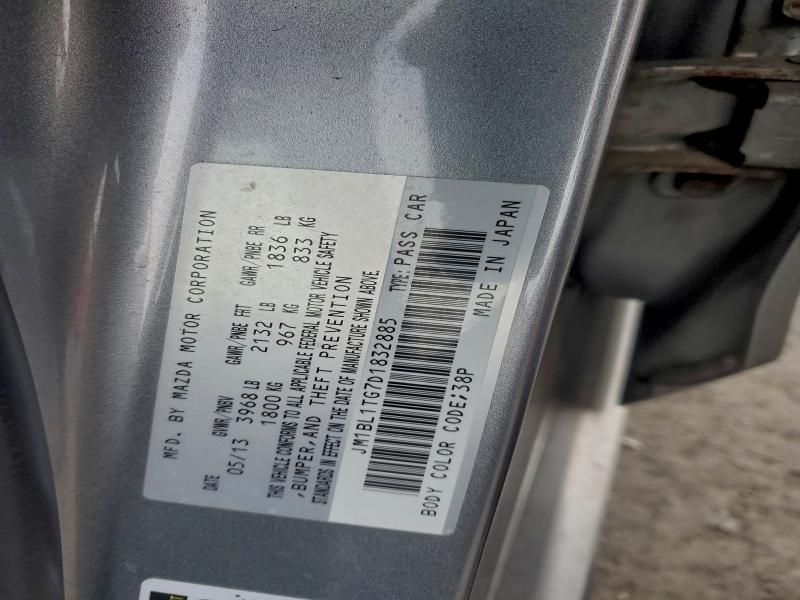 MFD. BY MAZDA MOTOR CORPORATION
DATE GVWR/PNBV GAWR/PNBE FRT GAWR/PNBE RR
05/13 3968 LB 2132 LB 1836 LB
1800 KG 967 KG 833 KG
THIS VEHICLE CONFORMS TO ALL APPLICABLE FEDERAL MOTOR VEHICLE SAFETY
,BUMPER,AND THEFT PREVENTION
STANDARDS IN EFFECT ON THE DATE OF MANUFACTURE SHOWN ABOVE.
JM1BL1TG7D1832885 TYPE:PASS CAR
BODY COLOR CODE;38P MADE IN JAPAN